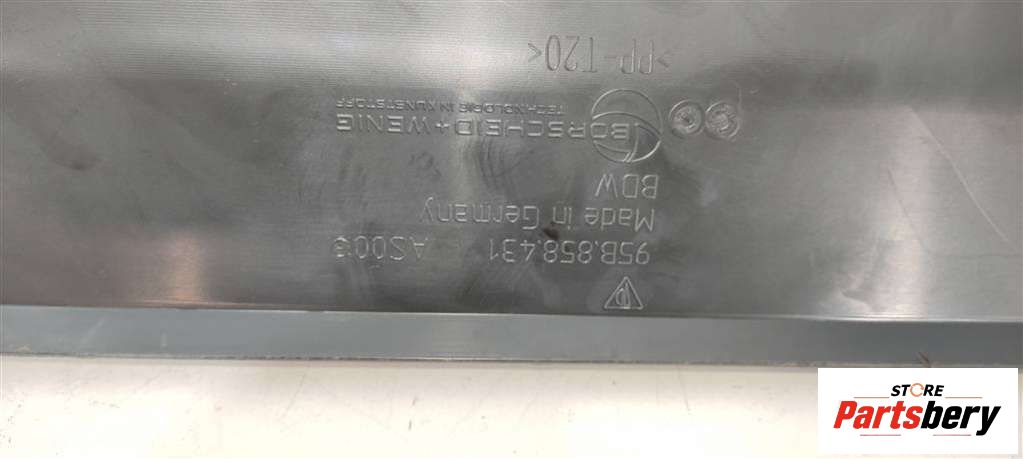 95B.858.431 AS003
Made in Germany
BDW
BORSCHEID+WENIG
TECHNOLOGIE IN KUNSTSTOFF
>PP-T20<
STORE
Partsbery